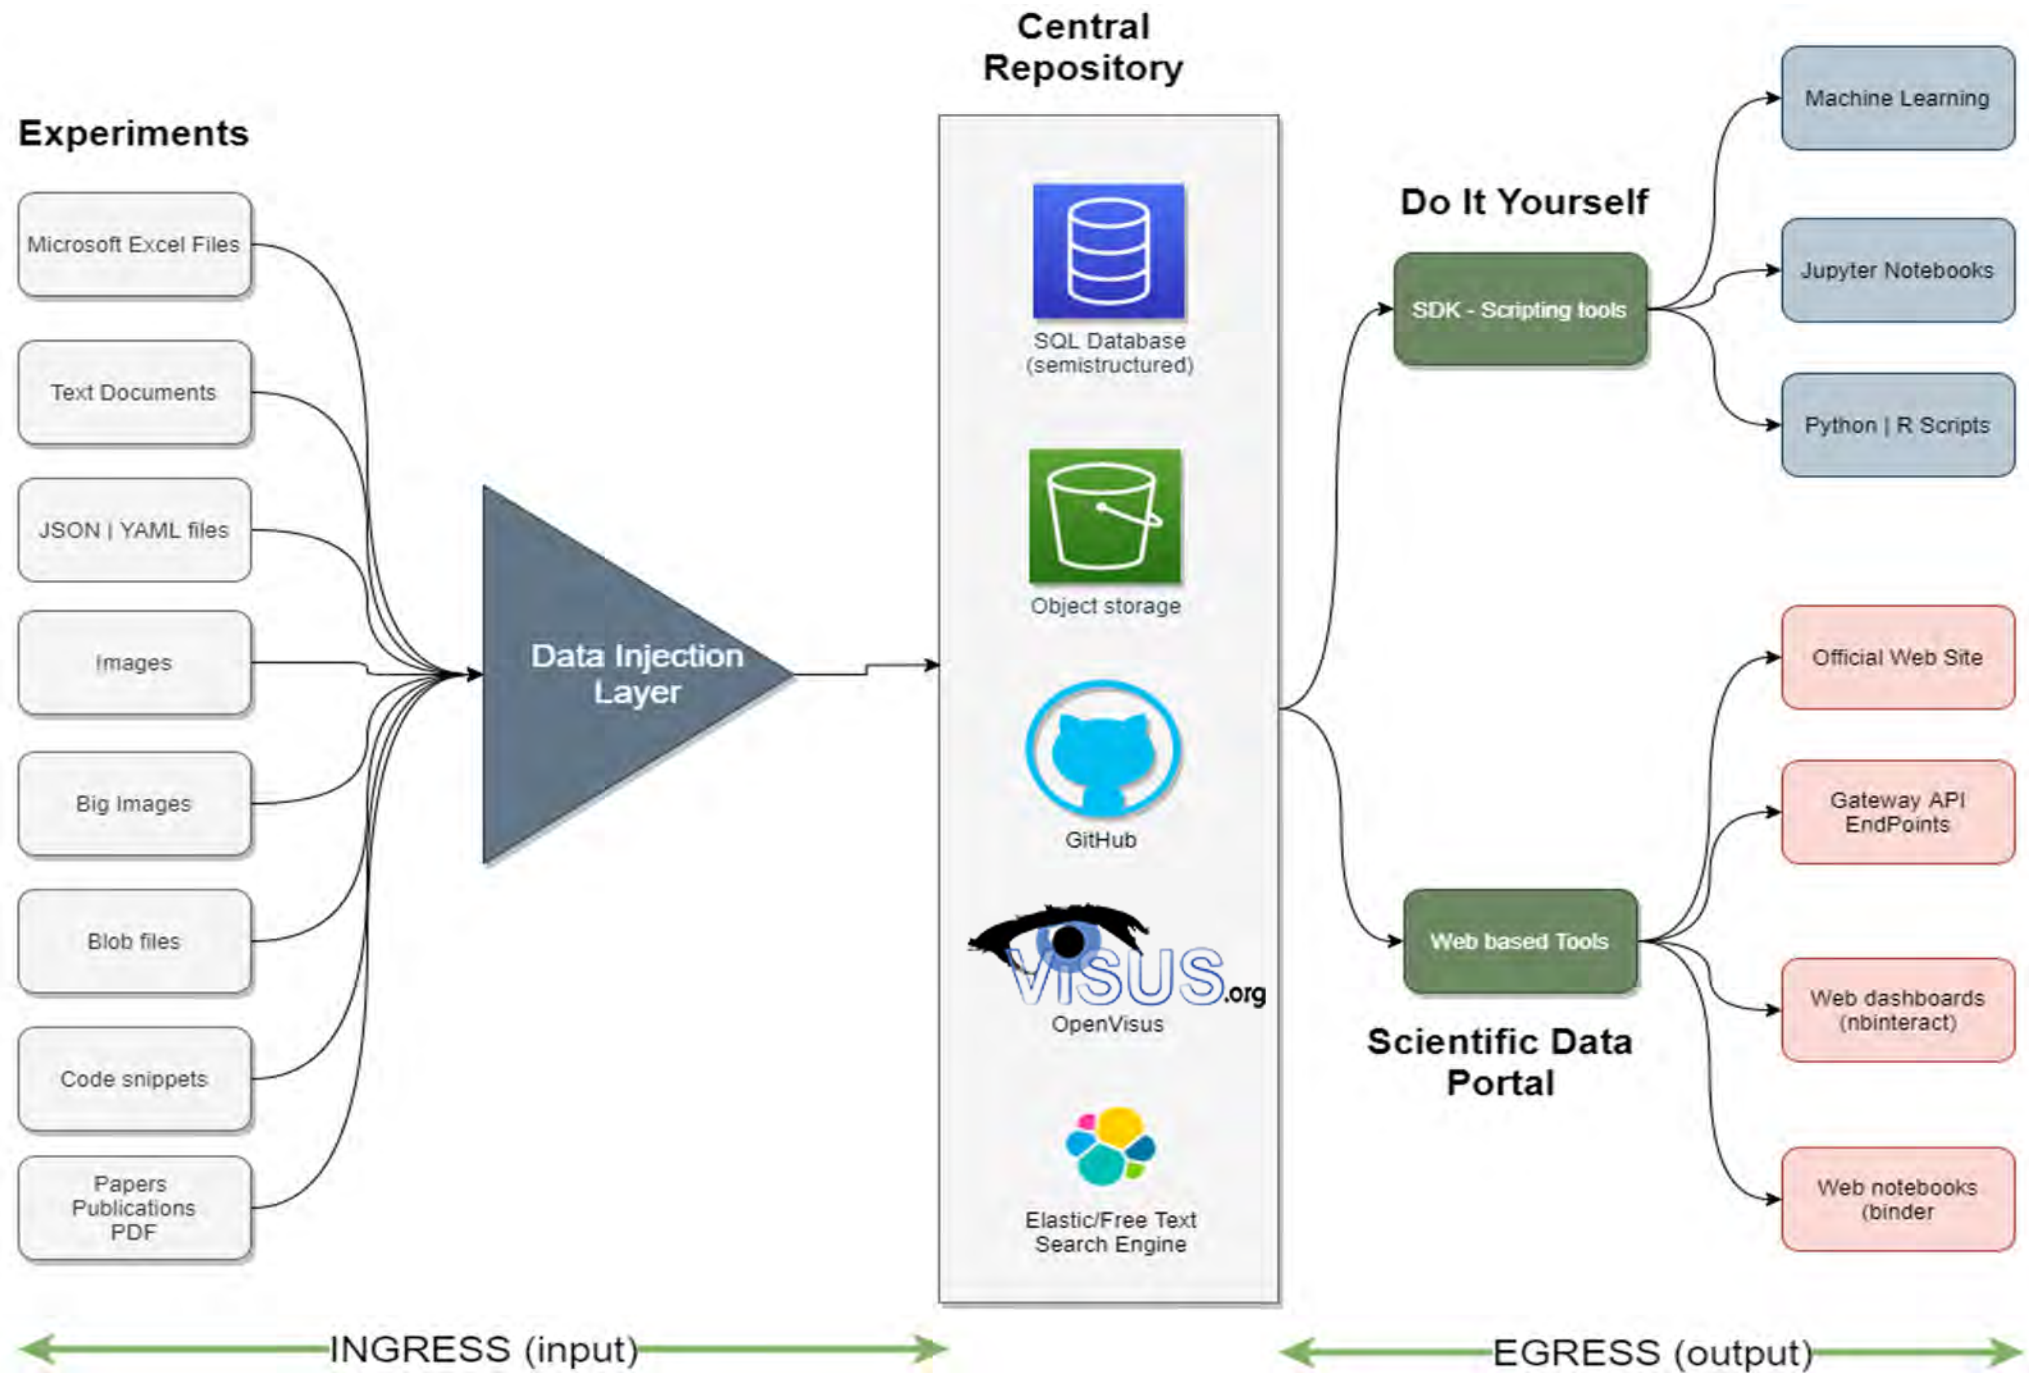 Central
Repository
Experiments
Microsoft Excel Files
Text Documents
JSON | YAML files
Images
Big Images
Blob files
Code snippets
Papers
Publications
PDF
Data Injection
Layer
SQL Database
(semistructured)
Object storage
GitHub
ViSUS.org
OpenVisus
Elastic/Free Text
Search Engine
Do It Yourself
SDK - Scripting tools
Machine Learning
Jupyter Notebooks
Python | R Scripts
Web based Tools
Scientific Data
Portal
Official Web Site
Gateway API
EndPoints
Web dashboards
(nbinteract)
Web notebooks
(binder
INGRESS (input)
EGRESS (output)